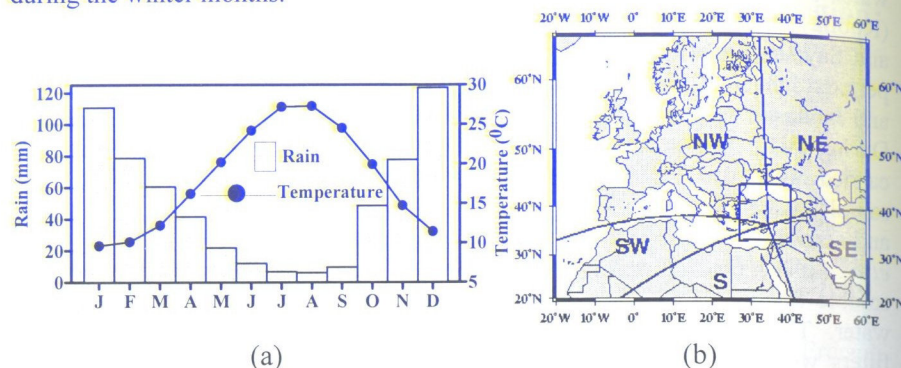 during the winter months.
120
100
80
60
40
20
0
Rain (mm)
30
25
20
15
10
5
Temperature (⁰C)
Rain
Temperature
J F M A M J J A S O N D
(a)
20°W 10°W 0° 10°E 20°E 30°E 40°E 50°E 60°E
60°N 60°N
50°N 50°N
40°N 40°N
30°N 30°N
20°N 20°N
NW NE
SW SE
S
20°W 10°W 0° 10°E 20°E 30°E 40°E 50°E 60°E
(b)